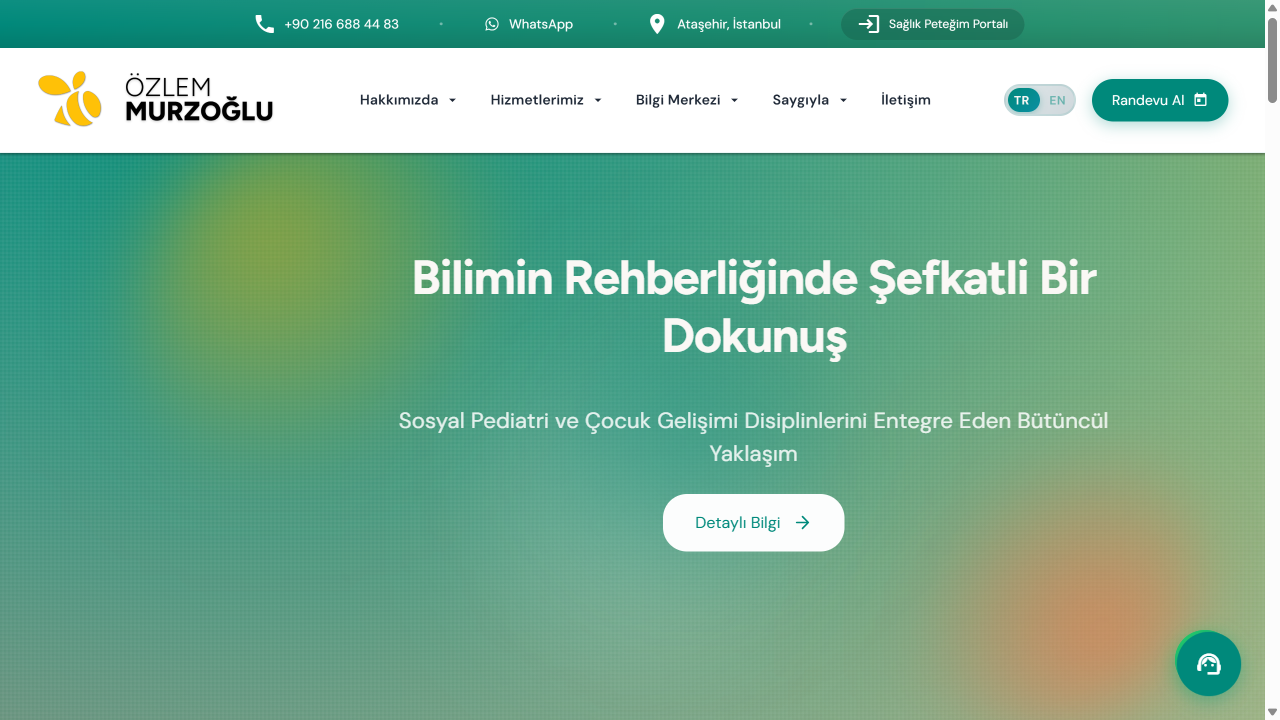 +90 216 688 44 83
WhatsApp
Ataşehir, İstanbul
Sağlık Peteğim Portalı
ÖZLEM
MURZOĞLU
Hakkımızda
Hizmetlerimiz
Bilgi Merkezi
Saygıyla
İletişim
TR
EN
Randevu Al
Bilimin Rehberliğinde Şefkatli Bir
Dokunuş
Sosyal Pediatri ve Çocuk Gelişimi Disiplinlerini Entegre Eden Bütüncül
Yaklaşım
Detaylı Bilgi